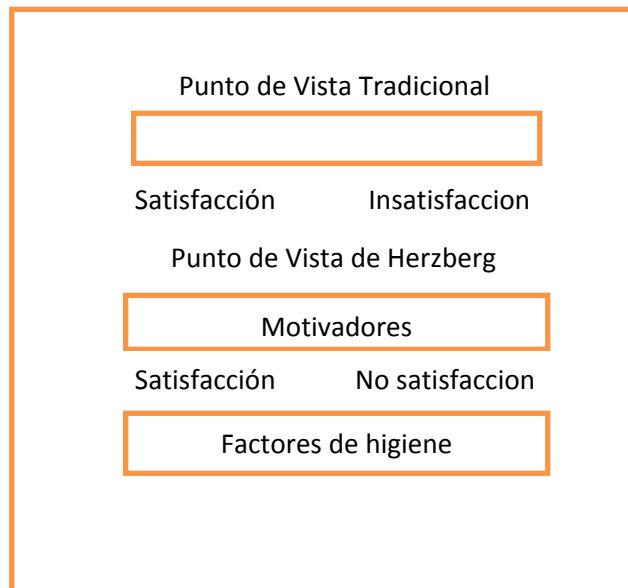 Punto de Vista Tradicional
Satisfacción Insatisfaccion
Punto de Vista de Herzberg
Motivadores
Satisfacción No satisfaccion
Factores de higiene